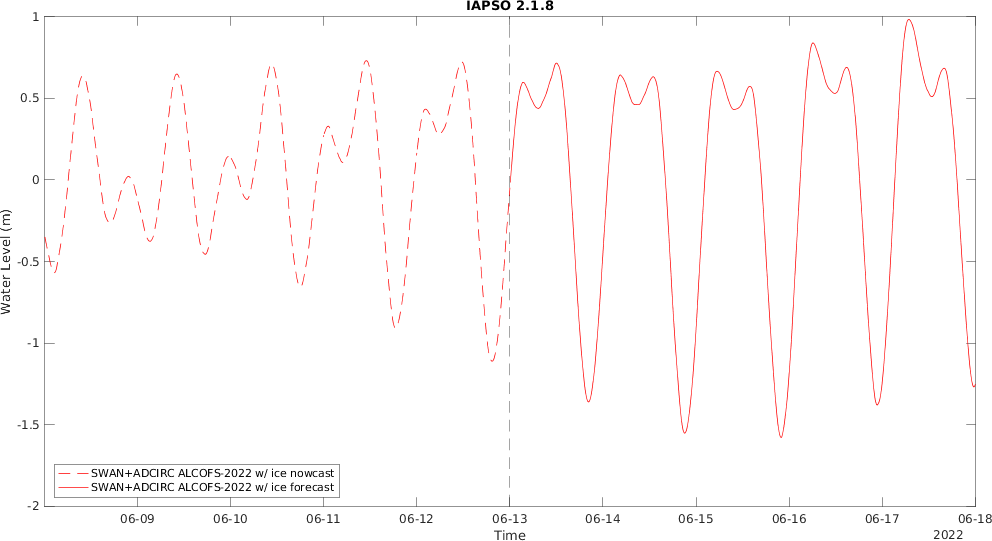 IAPSO 2.1.8
1
0.5
0
-0.5
-1
-1.5
-2
Water Level (m)
SWAN+ADCIRC ALCOFS-2022 w/ ice nowcast
SWAN+ADCIRC ALCOFS-2022 w/ ice forecast
06-09 06-10 06-11 06-12 06-13 06-14 06-15 06-16 06-17 06-18
Time
2022